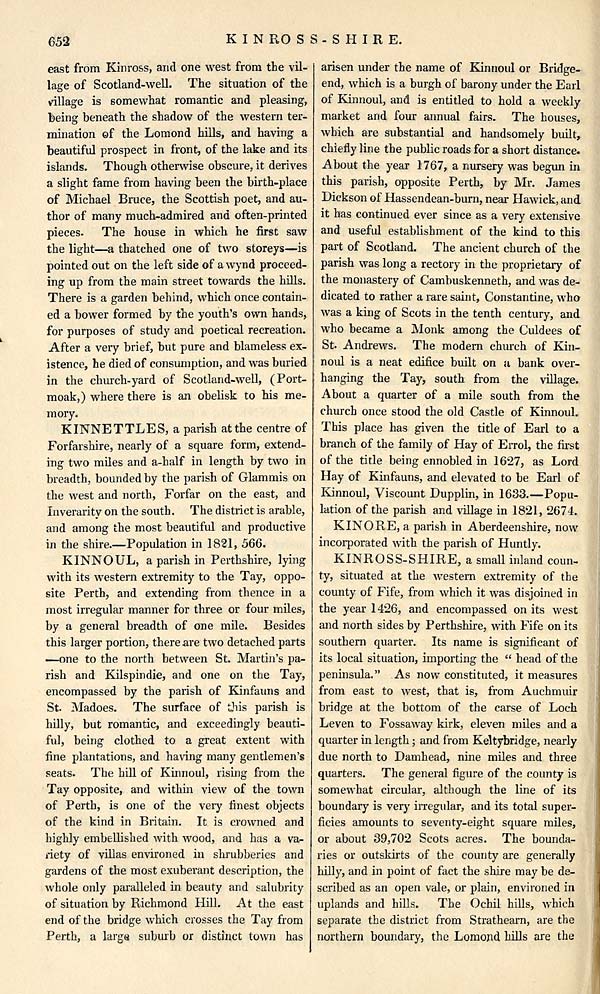 652
KINROSS-SHIRE.
east from Kinross, and one west from the vil-
lage of Scotland-well. The situation of the
village is somewhat romantic and pleasing,
being beneath the shadow of the western ter-
mination of the Lomond hills, and having a
beautiful prospect in front, of the lake and its
islands. Though otherwise obscure, it derives
a slight fame from having been the birth-place
of Michael Bruce, the Scottish poet, and au-
thor of many much-admired and often-printed
pieces. The house in which he first saw
the light—a thatched one of two storeys—is
pointed out on the left side of a wynd proceed-
ing up from the main street towards the hills.
There is a garden behind, which once contain-
ed a bower formed by the youth's own hands,
for purposes of study and poetical recreation.
After a very brief, but pure and blameless ex-
istence, he died of consumption, and was buried
in the church-yard of Scotland-well, (Port-
moak,) where there is an obelisk to his me-
mory.
KINNETTLES, a parish at the centre of
Forfarshire, nearly of a square form, extend-
ing two miles and a-half in length by two in
breadth, bounded by the parish of Glammis on
the west and north, Forfar on the east, and
Inverarity on the south. The district is arable,
and among the most beautiful and productive
in the shire.—Population in 1821, 566.
KINNOUL, a parish in Perthshire, lying
with its western extremity to the Tay, oppo-
site Perth, and extending from thence in a
most irregular manner for three or four miles,
by a general breadth of one mile. Besides
this larger portion, there are two detached parts
—one to the north between St. Martin's pa-
rish and Kilspindie, and one on the Tay,
encompassed by the parish of Kinfauns and
St. Madoes. The surface of this parish is
hilly, but romantic, and exceedingly beauti-
ful, being clothed to a great extent with
fine plantations, and having many gentlemen's
seats. The hill of Kinnoul, rising from the
Tay opposite, and within view of the town
of Perth, is one of the very finest objects
of the kind in Britain. It is crowned and
highly embellished with wood, and has a va-
riety of villas environed in shrubberies and
gardens of the most exuberant description, the
whole only paralleled in beauty and salubrity
of situation by Richmond Hill. At the east
end of the bridge which crosses the Tay from
Perth, a large suburb or distinct town has
arisen under the name of Kinnoul or Bridge-
end, which is a burgh of barony under the Earl
of Kinnoul, and is entitled to hold a weekly
market and four annual fairs. The houses,
which are substantial and handsomely built,
chiefly line the public roads for a short distance.
About the year 1767, a nursery was begun in
this parish, opposite Perth, by Mr. James
Dickson of Hassendean-burn, near Hawick, and
it has continued ever since as a very extensive
and useful establishment of the kind to this
part of Scotland. The ancient church of the
parish was long a rectory in the proprietary of
the monastery of Cambuskenneth, and was de-
dicated to rather a rare saint, Constantine, who
was a king of Scots in the tenth century, and
who became a Monk among the Culdees of
St. Andrews. The modern church of Kin-
noul is a neat edifice built on a bank over-
hanging the Tay, south from the village.
About a quarter of a mile south from the
church once stood the old Castle of Kinnoul.
This place has given the title of Earl to a
branch of the family of Hay of Errol, the first
of the title being ennobled in 1627, as Lord
Hay of Kinfauns, and elevated to be Earl of
Kinnoul, Viscount Dupplin, in 1633.—Popu-
lation of the parish and village in 1821, 2674.
KINORE, a parish in Aberdeenshire, now
incorporated with the parish of Huntly.
KINROSS-SHIRE, a small inland coun-
ty, situated at the western extremity of the
county of Fife, from which it was disjoined in
the year 1426, and encompassed on its west
and north sides by Perthshire, with Fife on its
southern quarter. Its name is significant of
its local situation, importing the “ head of the
peninsula.” As now constituted, it measures
from east to west, that is, from Auchmuir
bridge at the bottom of the carse of Loch
Leven to Fossaway kirk, eleven miles and a
quarter in length ; and from Keltybridge, nearly
due north to Damhead, nine miles and three
quarters. The general figure of the county is
somewhat circular, although the line of its
boundary is very irregular, and its total super-
ficies amounts to seventy-eight square miles,
or about 39,702 Scots acres. The bounda-
ries or outskirts of the county are generally
hilly, and in point of fact the shire may be de-
scribed as an open vale, or plain, environed in
uplands and hills. The Ochil hills, which
separate the district from Strathearn, are the
northern boundary, the Lomond hills are the